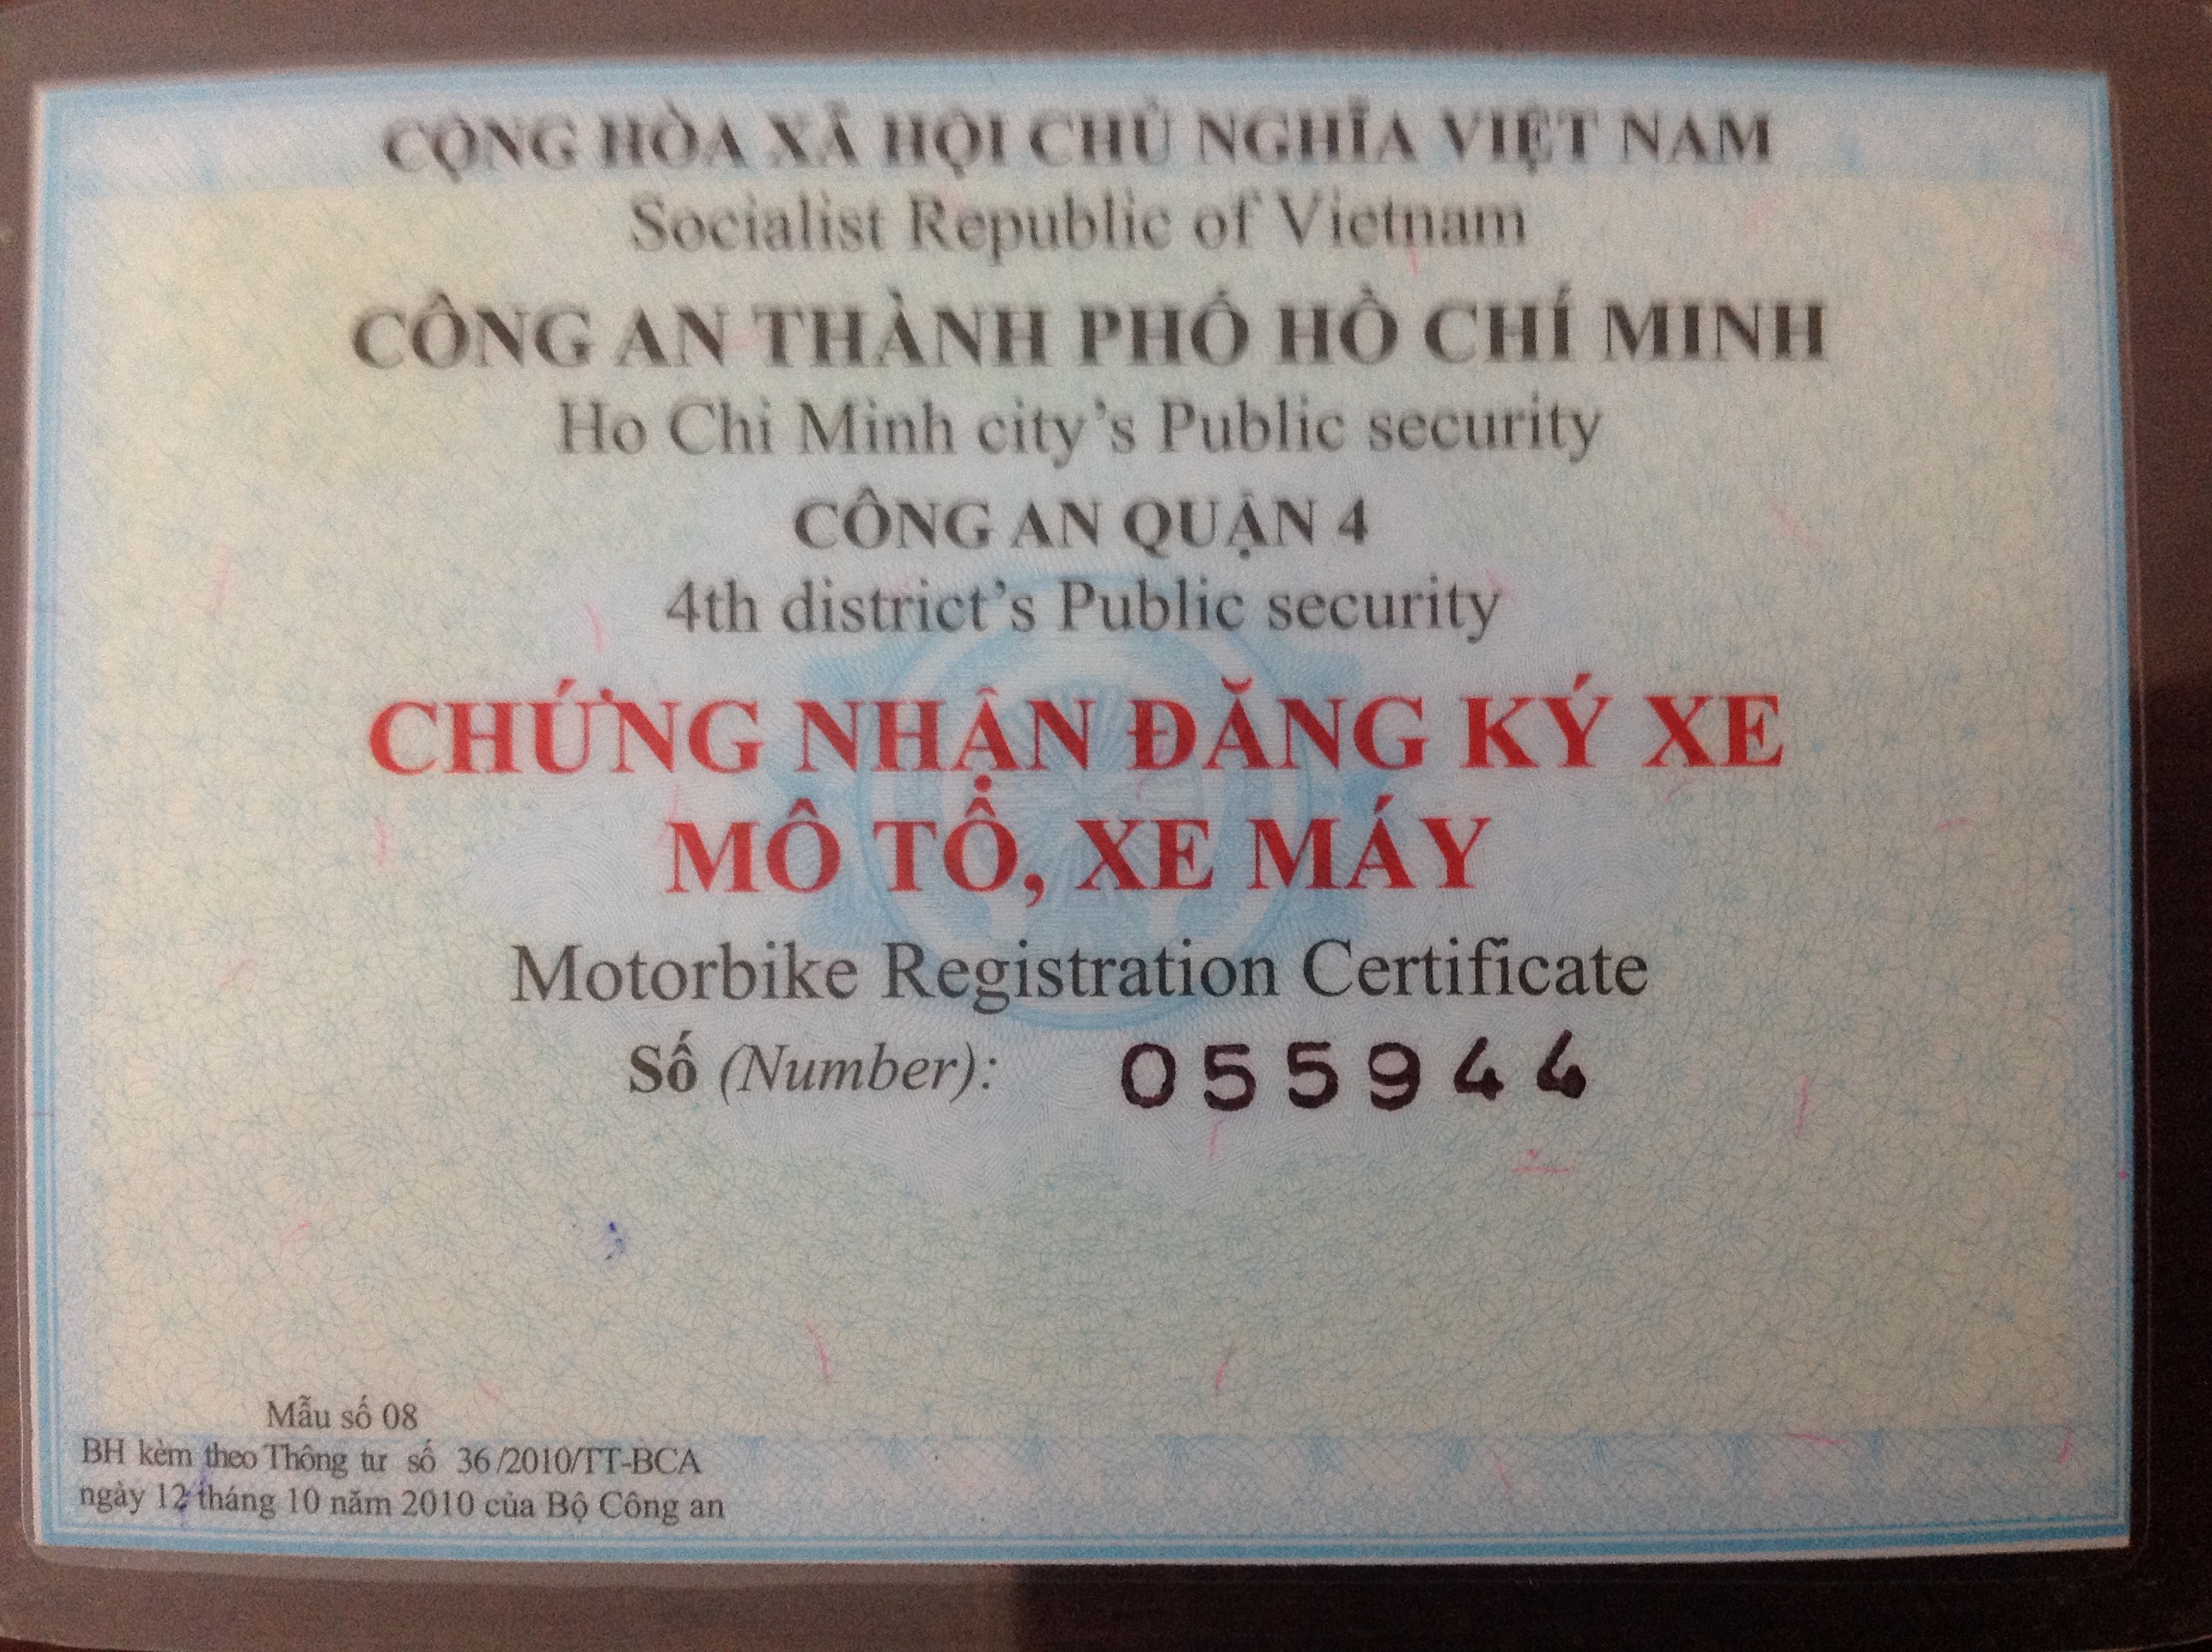 CỘNG HÒA XÃ HỘI CHỦ NGHĨA VIỆT NAM
Socialist Republic of Vietnam
CÔNG AN THÀNH PHỐ HỒ CHÍ MINH
Ho Chi Minh city’s Public security
CÔNG AN QUẬN 4
4th district’s Public security
CHỨNG NHẬN ĐĂNG KÝ XE
MÔ TÔ, XE MÁY
Motorbike Registration Certificate
Số (Number): 055944
Mẫu số 08
BH kèm theo Thông tư số 36/2010/TT-BCA
ngày 12 tháng 10 năm 2010 của Bộ Công an